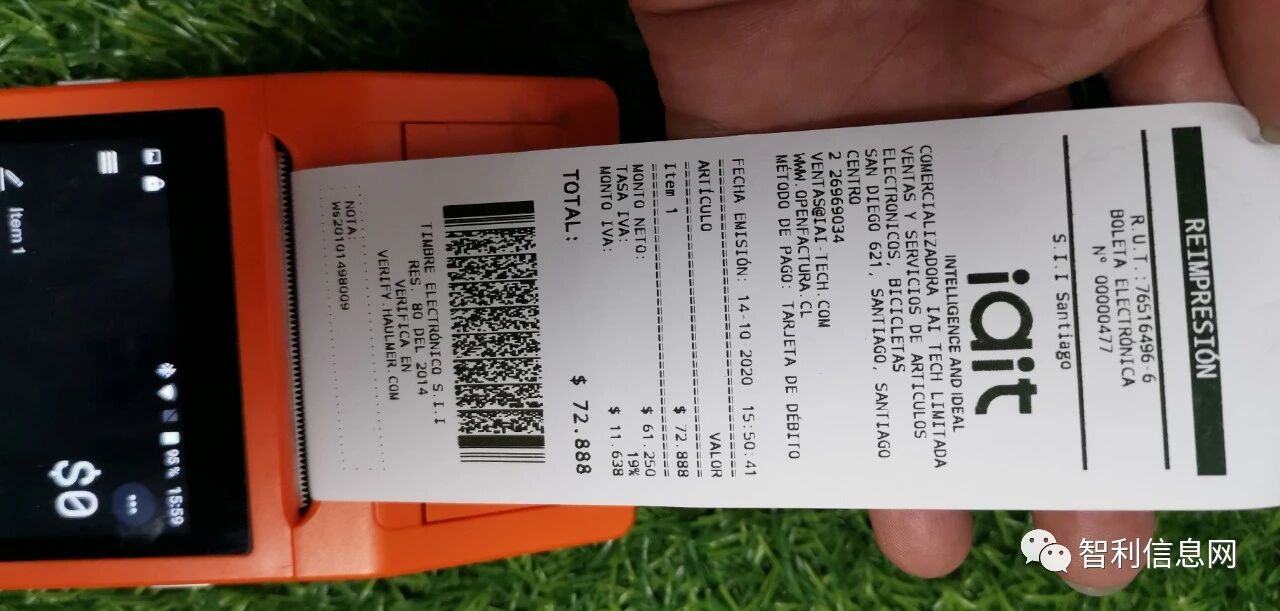 REIMPRESIÓN
R.U.T.:76516496-6
BOLETA ELECTRÓNICA
N° 00000477
S.I.I Santiago
iait
INTELLIGENCE AND IDEAL
COMERCIALIZADORA IAI TECH LIMITADA
VENTAS Y SERVICIOS DE ARTICULOS
ELECTRONICOS, BICICLETAS
SAN DIEGO 621, SANTIAGO, SANTIAGO
CENTRO
2 26969034
VENTAS@IAI-TECH.COM
WWW.OPENFACTURA.CL
MÉTODO DE PAGO: TARJETA DE DÉBITO
FECHA EMISIÓN: 14-10 2020 15:50:41
ARTÍCULO VALOR
Item 1 $ 72.888
MONTO NETO: $ 61.250
TASA IVA: 19%
MONTO IVA: $ 11.638
TOTAL: $ 72.888
TIMBRE ELECTRÓNICO S.I.I
RES. 80 DEL 2014
VERIFICA EN
VERIFY.HAULMER.COM
NOTA:
W620101498009
95% 15:59
Item 1
$0
智利信息网